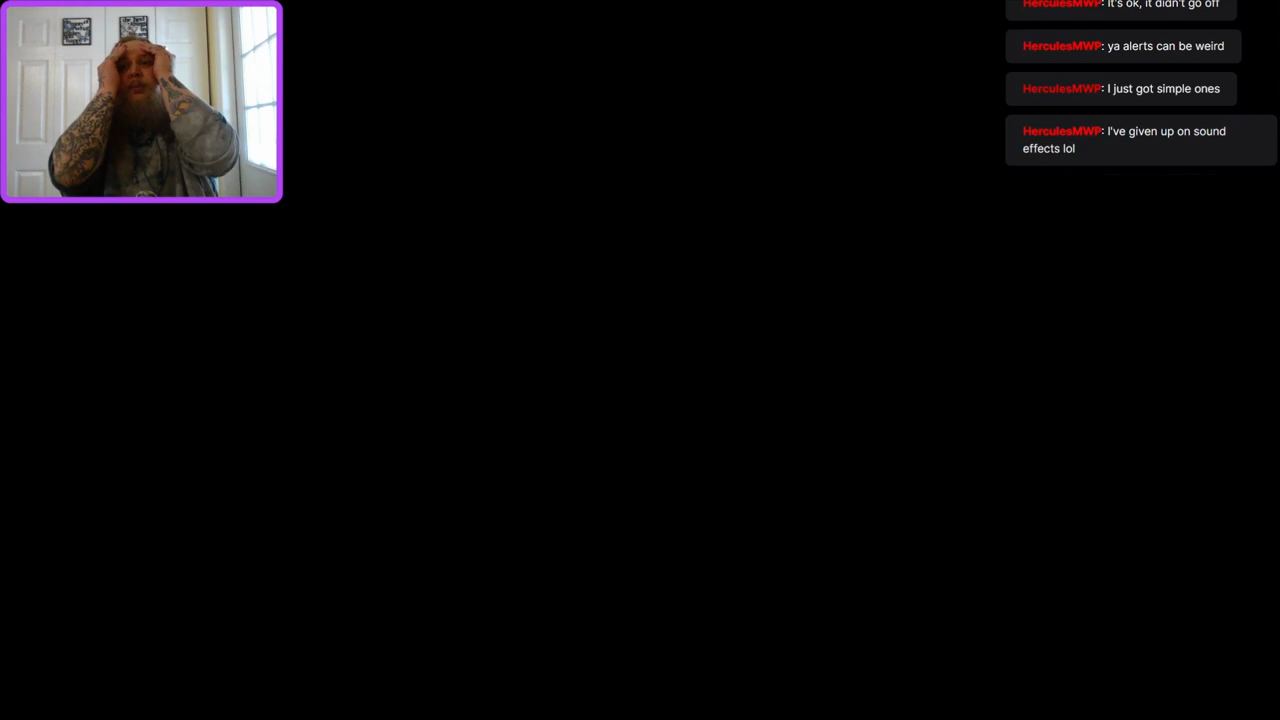 HerculesMWP: It's ok, it didn't go off
HerculesMWP: ya alerts can be weird
HerculesMWP: I just got simple ones
HerculesMWP: I've given up on sound
effects lol